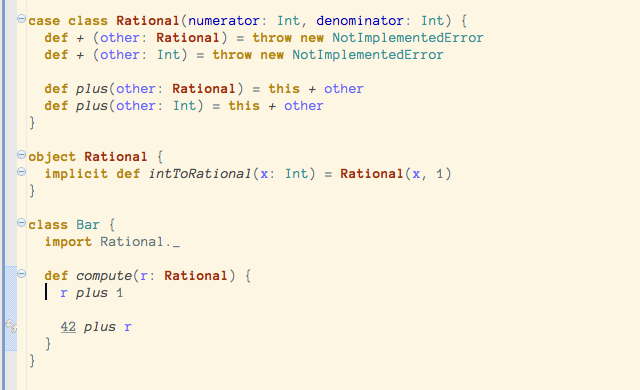 case class Rational(numerator: Int, denominator: Int) {
  def + (other: Rational) = throw new NotImplementedError
  def + (other: Int) = throw new NotImplementedError
  def plus(other: Rational) = this + other
  def plus(other: Int) = this + other
}
object Rational {
  implicit def intToRational(x: Int) = Rational(x, 1)
}
class Bar {
  import Rational._
  def compute(r: Rational) {
    r plus 1
    42 plus r
  }
}